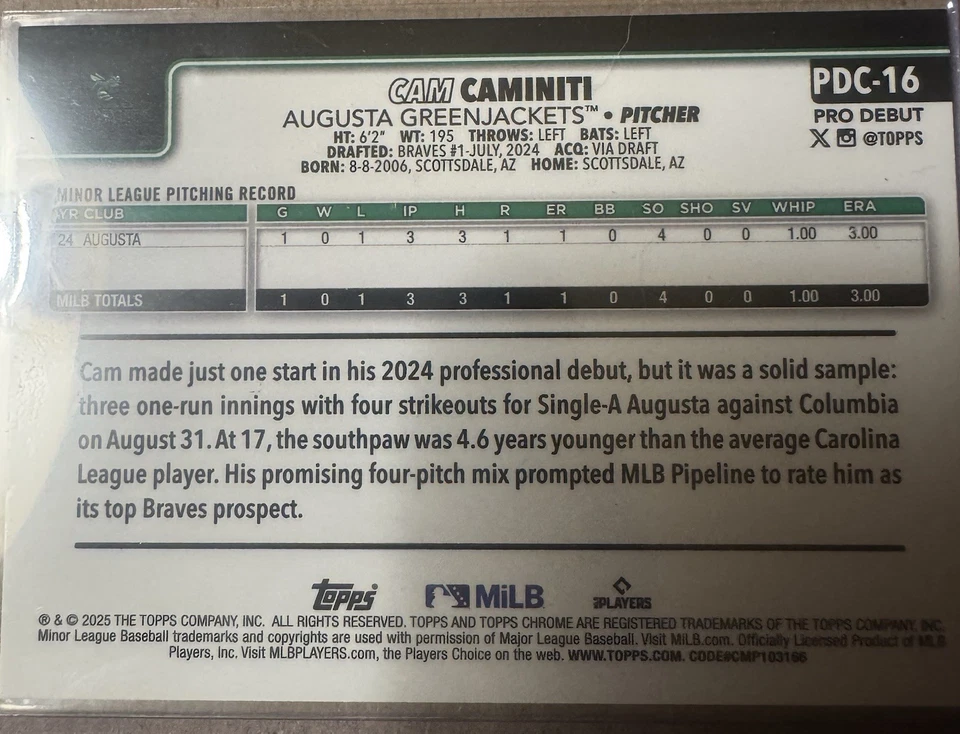 CAM CAMINITI
PDC-16
AUGUSTA GREENJACKETS™ • PITCHER
PRO DEBUT
HT: 6'2" WT: 195 THROWS: LEFT BATS: LEFT
@TOPPS
DRAFTED: BRAVES #1-JULY, 2024 ACQ: VIA DRAFT
BORN: 8-8-2006, SCOTTSDALE, AZ HOME: SCOTTSDALE, AZ
MINOR LEAGUE PITCHING RECORD
YR CLUB G W L IP H R ER BB SO SHO SV WHIP ERA
24 AUGUSTA 1 0 1 3 3 1 1 0 4 0 0 1.00 3.00
MILB TOTALS 1 0 1 3 3 1 1 0 4 0 0 1.00 3.00
Cam made just one start in his 2024 professional debut, but it was a solid sample:
three one-run innings with four strikeouts for Single-A Augusta against Columbia
on August 31. At 17, the southpaw was 4.6 years younger than the average Carolina
League player. His promising four-pitch mix prompted MLB Pipeline to rate him as
its top Braves prospect.
Topps MiLB PLAYERS
® & © 2025 THE TOPPS COMPANY, INC. ALL RIGHTS RESERVED. TOPPS AND TOPPS CHROME ARE REGISTERED TRADEMARKS OF THE TOPPS COMPANY, INC.
Minor League Baseball trademarks and copyrights are used with permission of Major League Baseball. Visit MiLB.com. Officially Licensed Product of MLB
Players, Inc. Visit MLBPLAYERS.com, the Players Choice on the web. WWW.TOPPS.COM. CODE#CMP103166